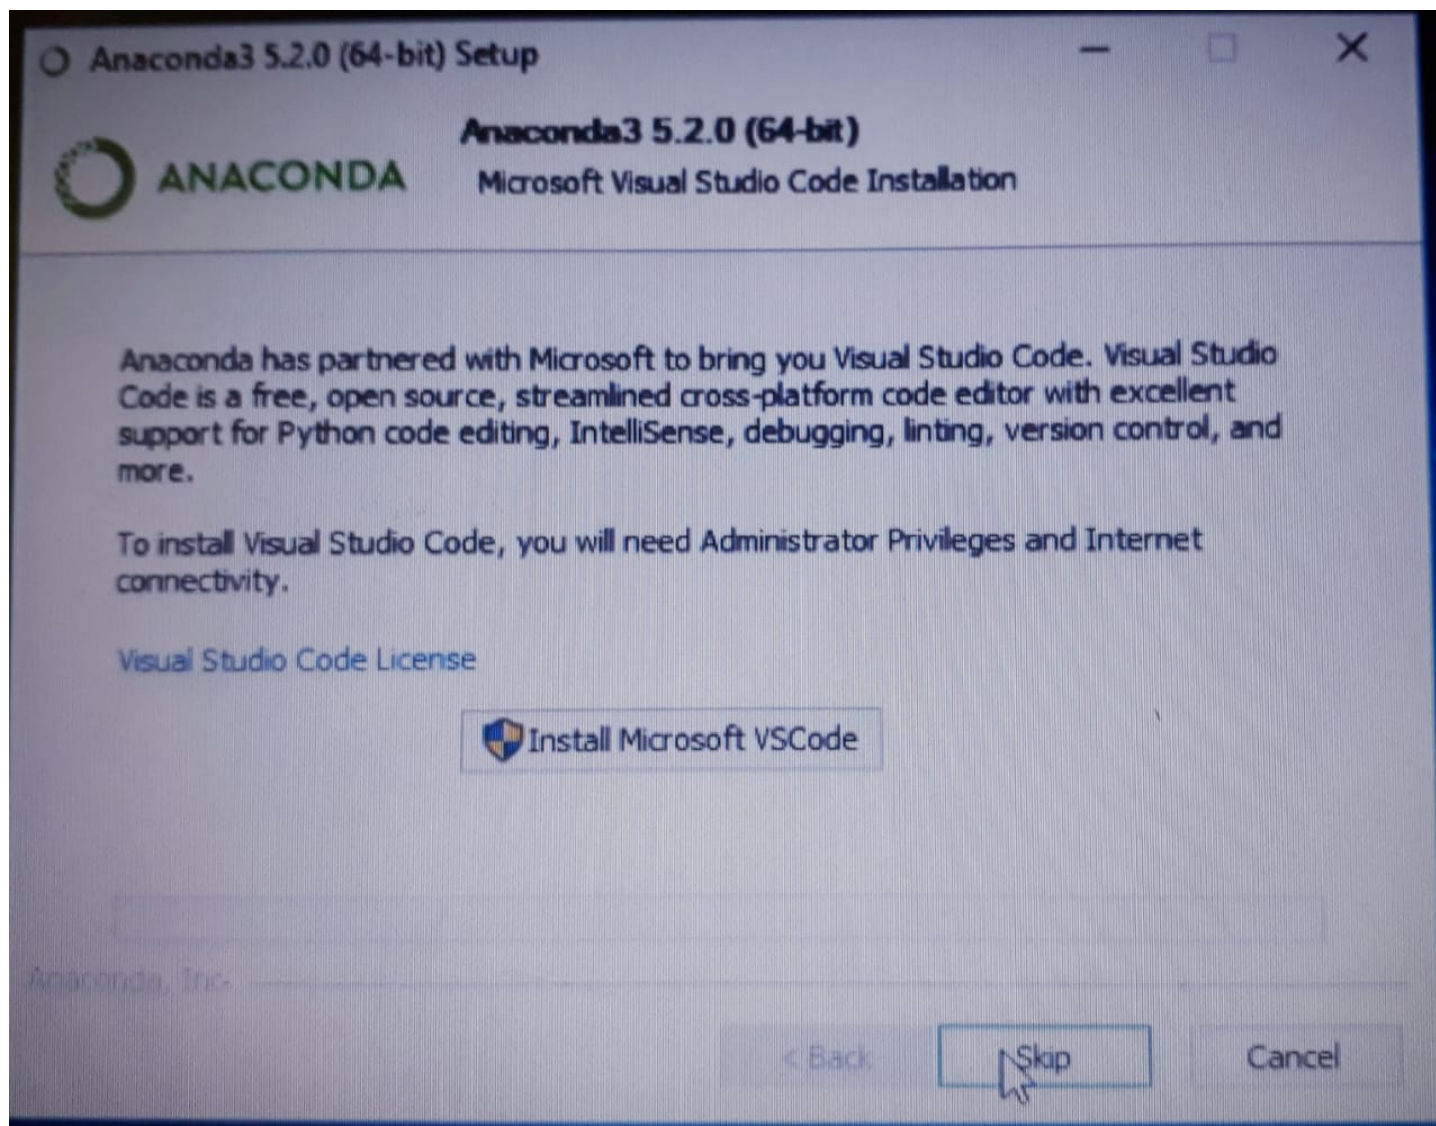 Anaconda3 5.2.0 (64-bit) Setup
Anaconda3 5.2.0 (64-bit)
ANACONDA
Microsoft Visual Studio Code Installation
Anaconda has partnered with Microsoft to bring you Visual Studio Code. Visual Studio
Code is a free, open source, streamlined cross-platform code editor with excellent
support for Python code editing, IntelliSense, debugging, linting, version control, and
more.
To install Visual Studio Code, you will need Administrator Privileges and Internet
connectivity.
Visual Studio Code License
Install Microsoft VSCode
Anaconda, Inc.
< Back
Skip
Cancel